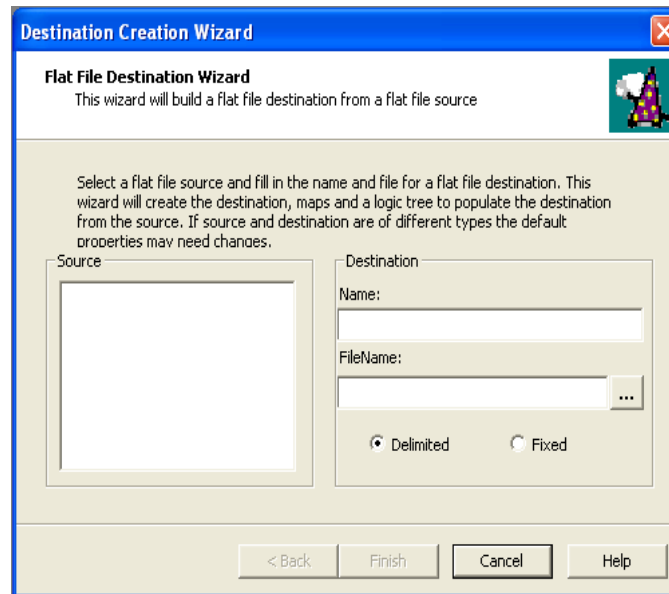 Destination Creation Wizard
Flat File Destination Wizard
This wizard will build a flat file destination from a flat file source
Select a flat file source and fill in the name and file for a flat file destination. This
wizard will create the destination, maps and a logic tree to populate the destination
from the source. If source and destination are of different types the default
properties may need changes.
Source
Destination
Name:
FileName:
...
Delimited
Fixed
< Back
Finish
Cancel
Help